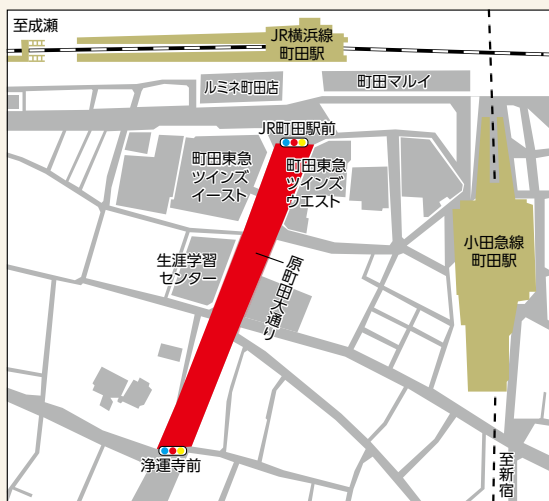 至成瀬
JR横浜線
町田駅
ルミネ町田店
町田マルイ
JR町田駅前
町田東急
ツインズ
イースト
町田東急
ツインズ
ウエスト
小田急線
町田駅
生涯学習
センター
原町田大通り
浄運寺前
至新宿